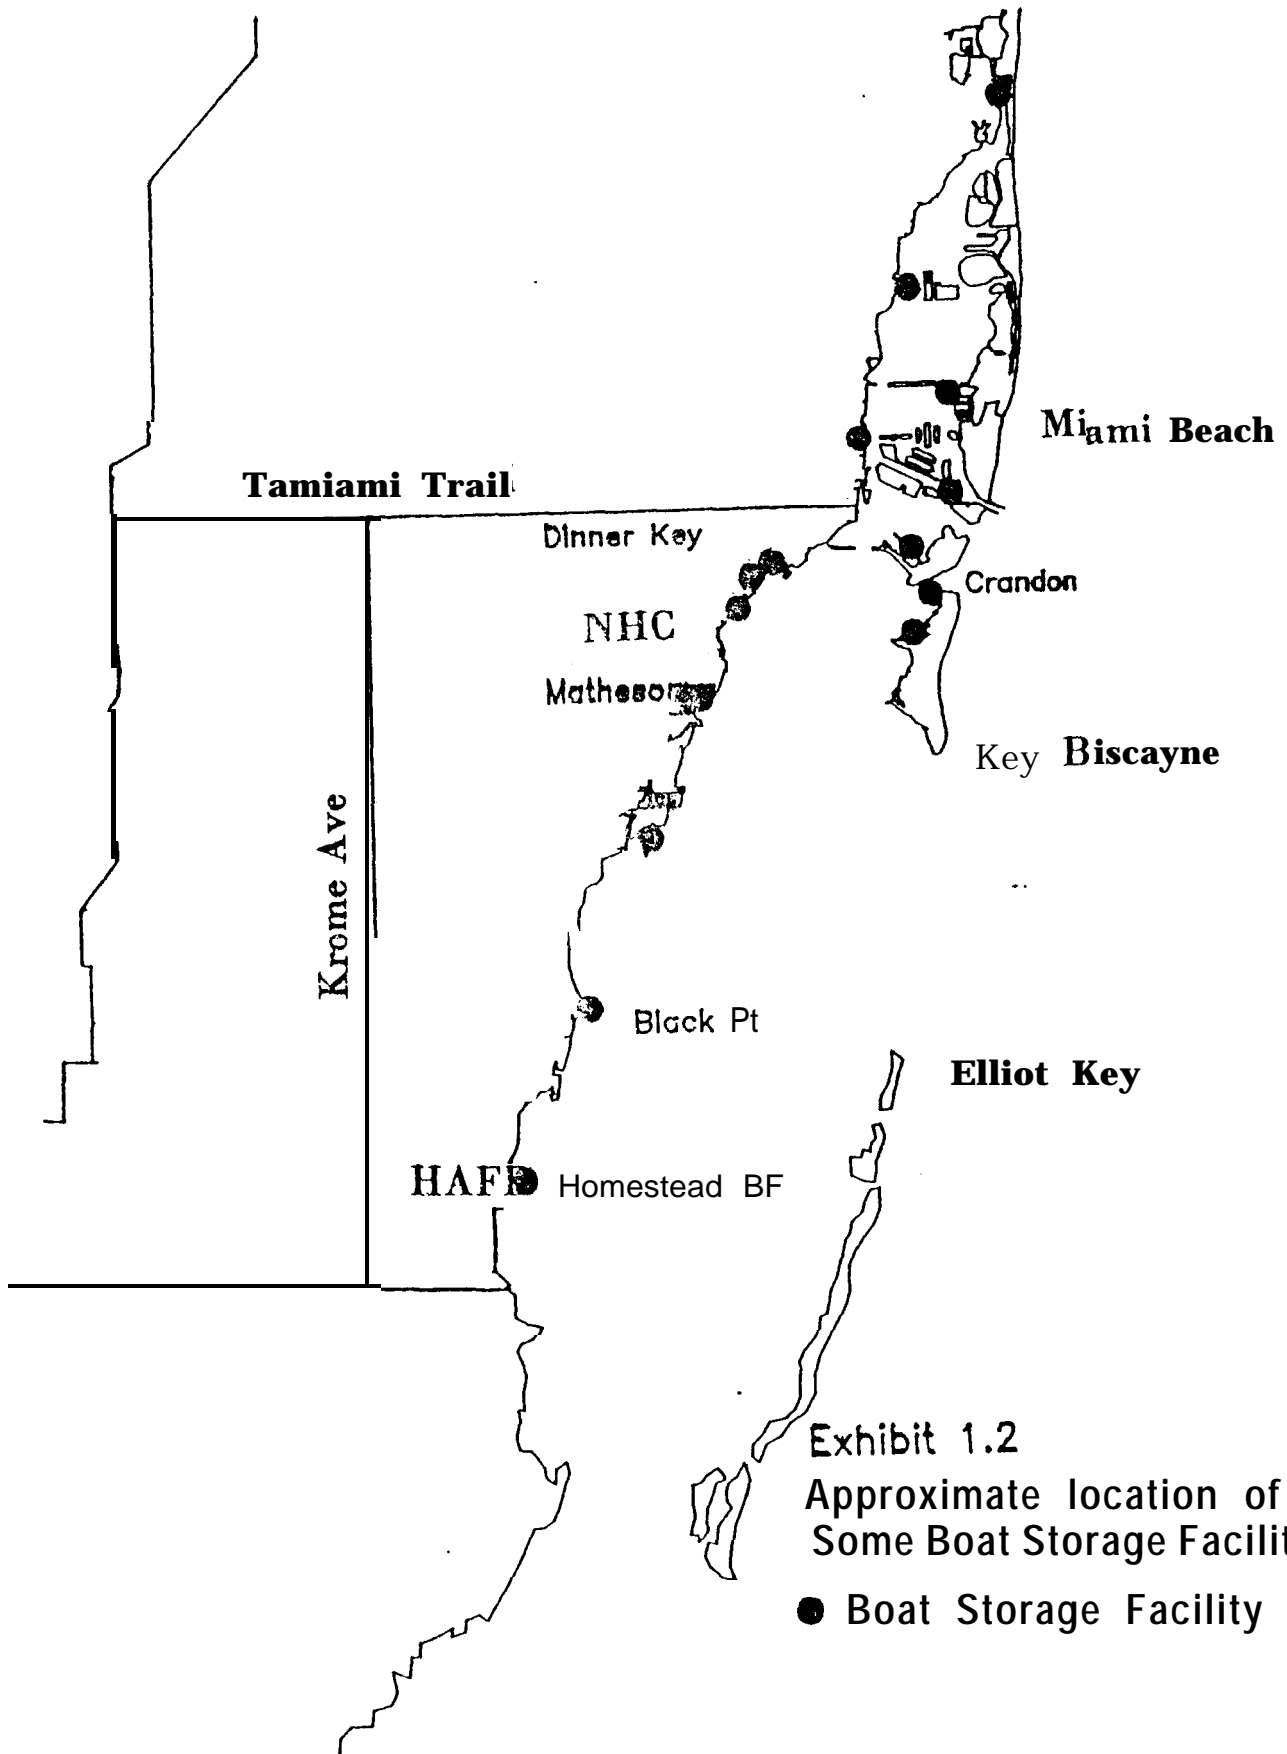 Miami Beach
Tamiami Trail
Dinner Key
Crandon
NHC
Matheson
Key Biscayne
Krome Ave
Black Pt
Elliot Key
Homestead BF
Exhibit 1.2
Approximate location of
Some Boat Storage Facilit
Boat Storage Facility